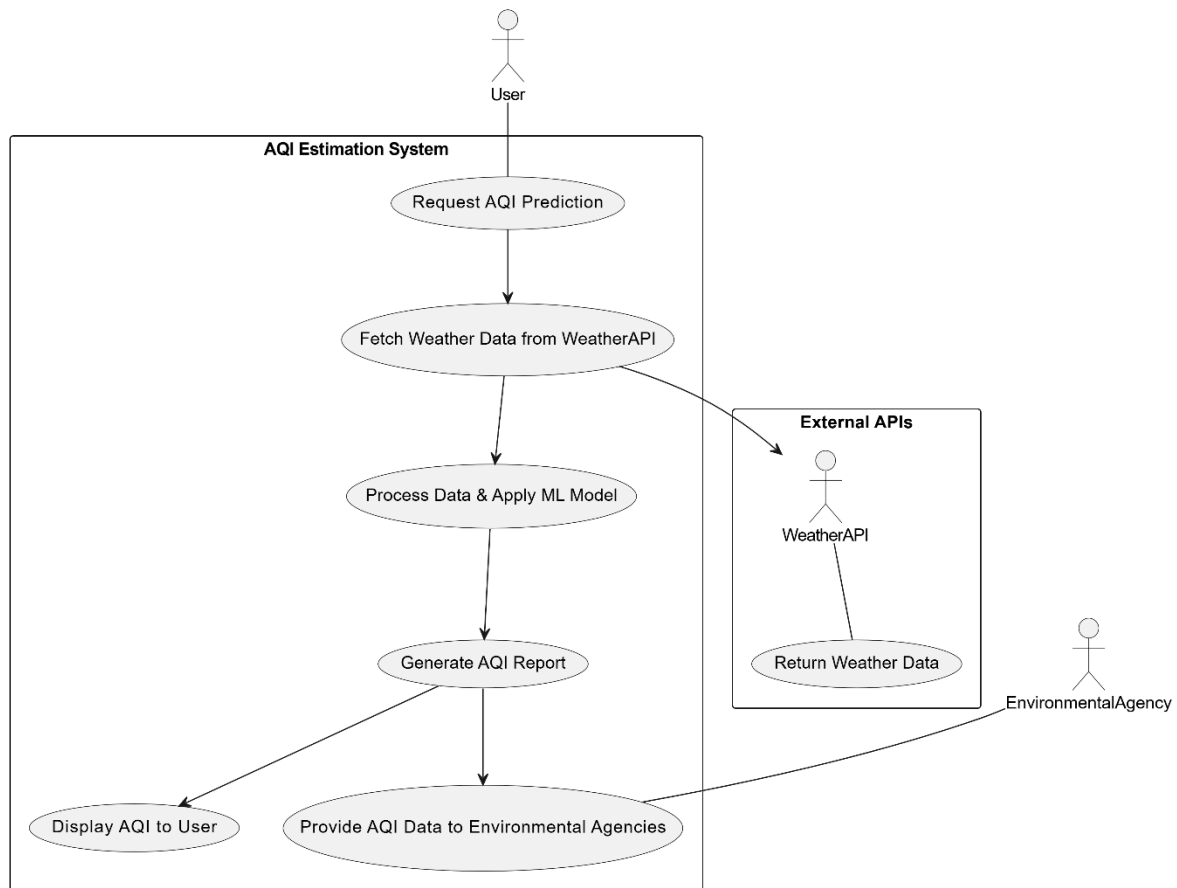 User
AQI Estimation System
Request AQI Prediction
Fetch Weather Data from WeatherAPI
External APIs
Process Data & Apply ML Model
WeatherAPI
Generate AQI Report
Return Weather Data
EnvironmentalAgency
Display AQI to User
Provide AQI Data to Environmental Agencies